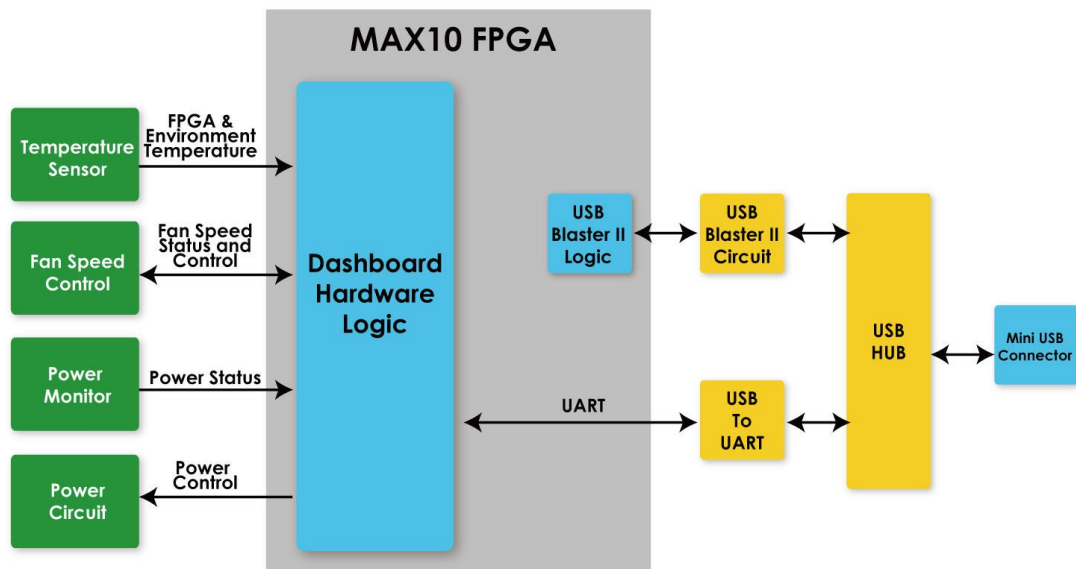 MAX10 FPGA
Temperature
Sensor
FPGA &
Environment
Temperature
Fan Speed
Control
Fan Speed
Status and
Control
Power
Monitor
Power Status
Power
Circuit
Power
Control
Dashboard
Hardware
Logic
USB
Blaster II
Logic
USB
Blaster II
Circuit
UART
USB
To
UART
USB
HUB
Mini USB
Connector